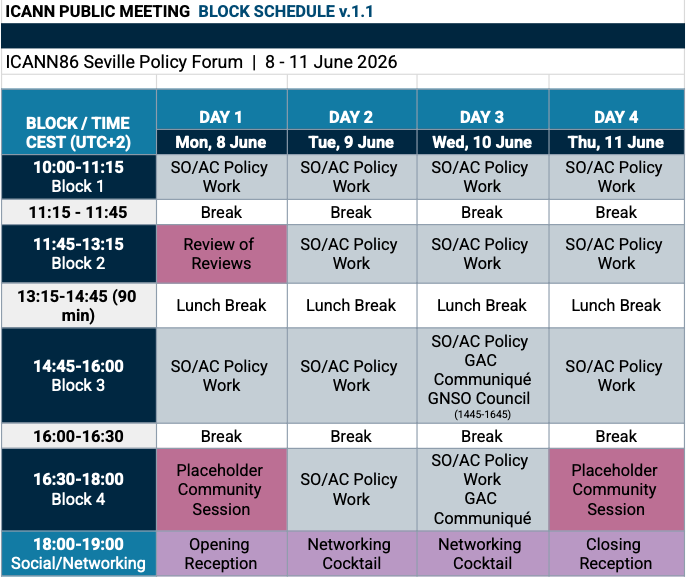 ICANN PUBLIC MEETING BLOCK SCHEDULE v.1.1
ICANN86 Seville Policy Forum | 8 - 11 June 2026
BLOCK / TIME
CEST (UTC+2)
DAY 1
DAY 2
DAY 3
DAY 4
Mon, 8 June
Tue, 9 June
Wed, 10 June
Thu, 11 June
10:00-11:15
Block 1
SO/AC Policy
Work
SO/AC Policy
Work
SO/AC Policy
Work
SO/AC Policy
Work
11:15 - 11:45
Break
Break
Break
Break
11:45-13:15
Block 2
Review of
Reviews
SO/AC Policy
Work
SO/AC Policy
Work
SO/AC Policy
Work
13:15-14:45 (90
min)
Lunch Break
Lunch Break
Lunch Break
Lunch Break
14:45-16:00
Block 3
SO/AC Policy
Work
SO/AC Policy
Work
SO/AC Policy
GAC
Communiqué
GNSO Council
(1445-1645)
SO/AC Policy
Work
16:00-16:30
Break
Break
Break
Break
16:30-18:00
Block 4
Placeholder
Community
Session
SO/AC Policy
Work
SO/AC Policy
Work
GAC
Communiqué
Placeholder
Community
Session
18:00-19:00
Social/Networking
Opening
Reception
Networking
Cocktail
Networking
Cocktail
Closing
Reception